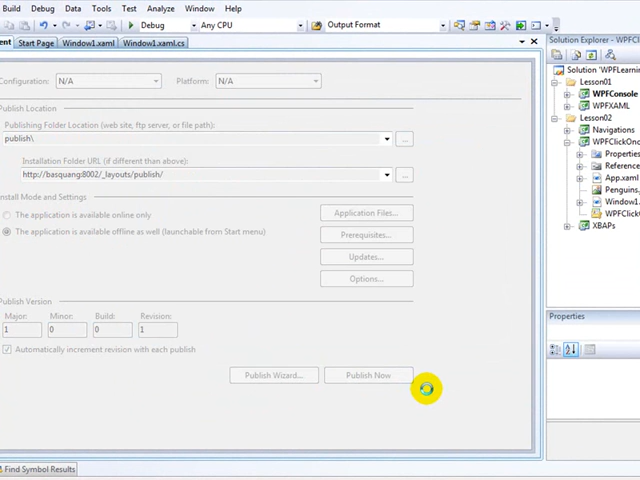 Build Debug Data Tools Test Analyze Window Help
Debug Any CPU Output Format
ent Start Page Window1.xaml Window1.xaml.cs
Configuration: N/A Platform: N/A
Publish Location
Publishing Folder Location (web site, ftp server, or file path):
publish\
...
Installation Folder URL (if different than above):
http://basquang:8002/_layouts/publish/
...
Install Mode and Settings
The application is available online only
The application is available offline as well (launchable from Start menu)
Application Files...
Prerequisites...
Updates...
Options...
Publish Version
Major: Minor: Build: Revision:
1 0 0 1
Automatically increment revision with each publish
Publish Wizard... Publish Now
Find Symbol Results
Solution Explorer - WPFCl
Solution 'WPFLearnin
Lesson01
WPFConsole
WPFXAML
Lesson02
Navigations
WPFClickOnc
Properties
Reference
App.xaml
Penguins.
Window1.
WPFClick
XBAPs
Properties